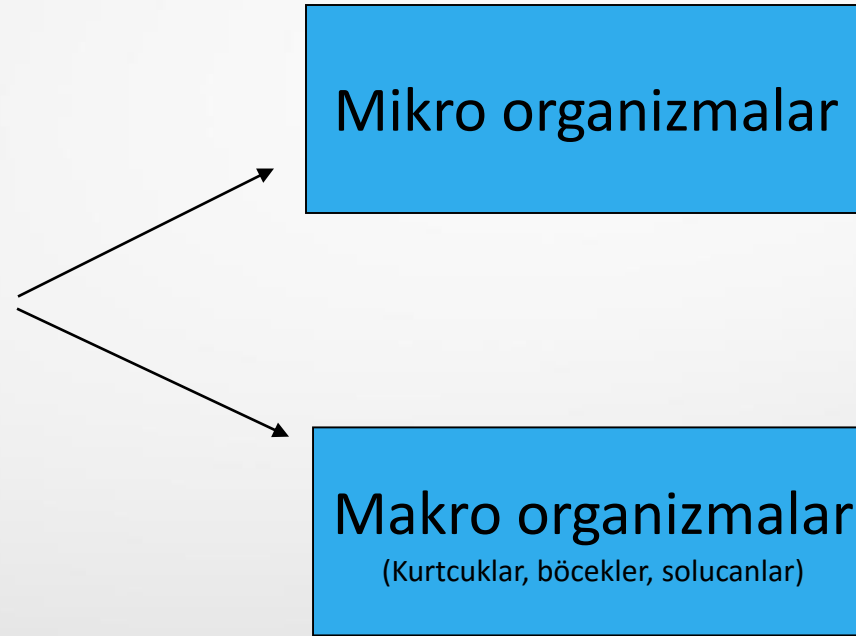 Mikro organizmalar
Makro organizmalar
(Kurtcuklar, böcekler, solucanlar)